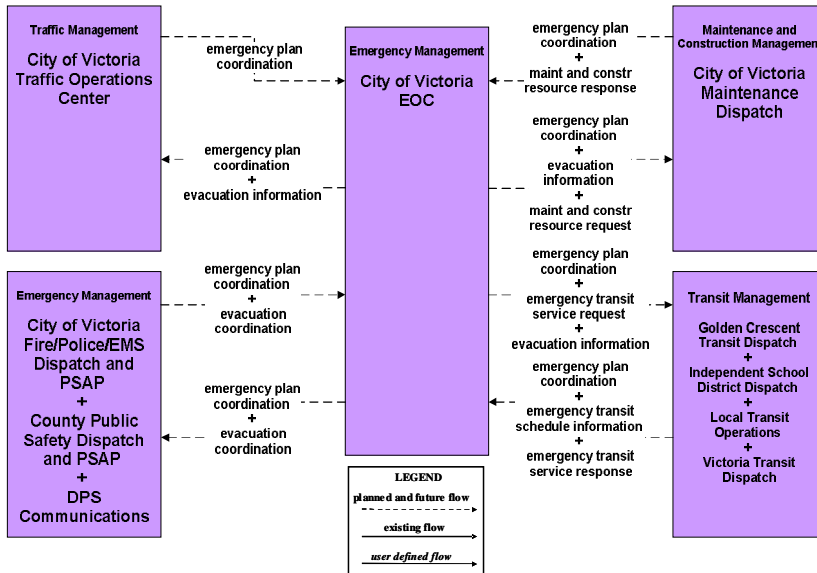 Traffic Management
City of Victoria
Traffic Operations
Center
emergency plan
coordination
emergency plan
coordination
+
evacuation information
Emergency Management
City of Victoria
EOC
emergency plan
coordination
+
maint and constr
resource response
Maintenance and
Construction Management
City of Victoria
Maintenance
Dispatch
emergency plan
coordination
+
evacuation
information
+
maint and constr
resource request
Emergency Management
City of Victoria
Fire/Police/EMS
Dispatch and
PSAP
+
County Public
Safety Dispatch
and PSAP
+
DPS
Communications
emergency plan
coordination
+
evacuation
coordination
emergency plan
coordination
+
evacuation
coordination
emergency plan
coordination
+
emergency transit
service request
+
evacuation information
emergency plan
coordination
+
emergency transit
schedule information
+
emergency transit
service response
Transit Management
Golden Crescent
Transit Dispatch
+
Independent School
District Dispatch
+
Local Transit
Operations
+
Victoria Transit
Dispatch
LEGEND
planned and future flow
existing flow
user defined flow